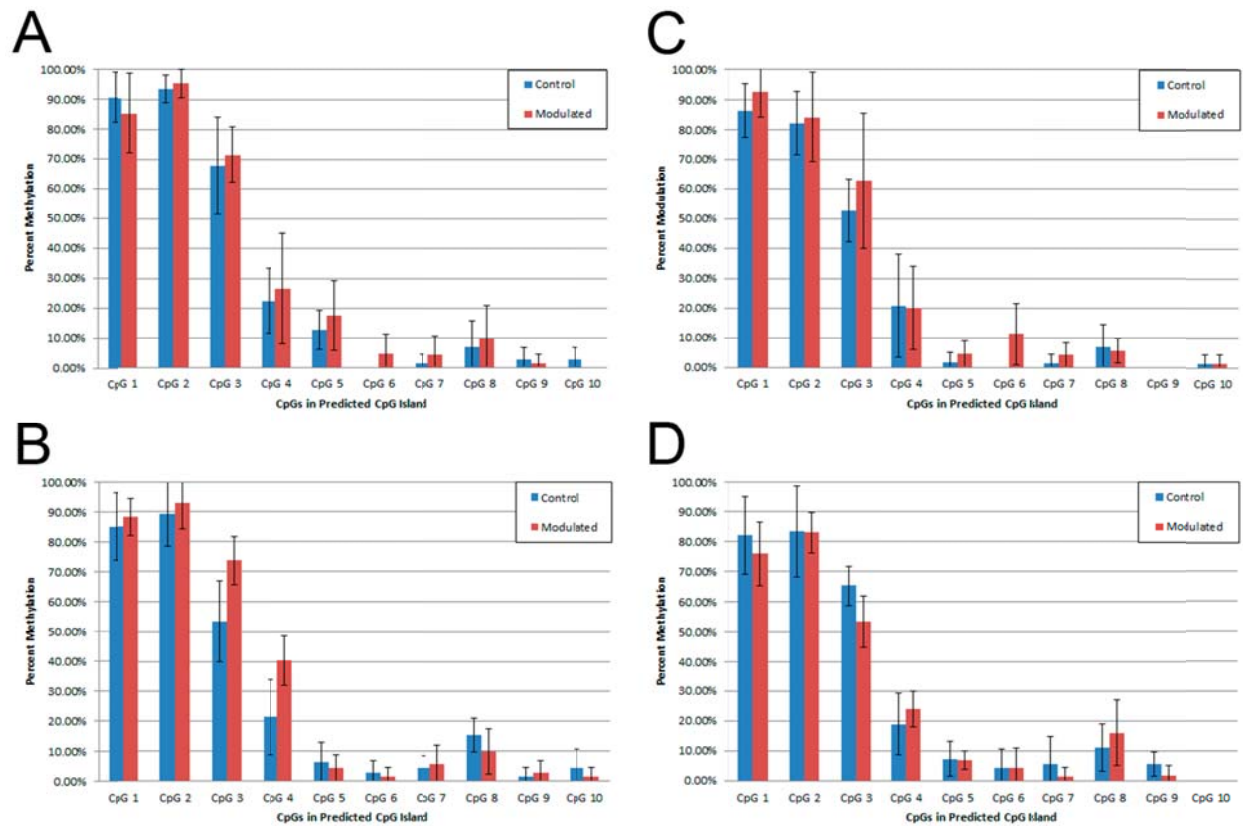 A
100.00%
90.00%
80.00%
70.00%
60.00%
50.00%
40.00%
30.00%
20.00%
10.00%
0.00%
Percent Methylation
Control
Modulated
CpG 1 CpG 2 CpG 3 CpG 4 CpG 5 CpG 6 CpG 7 CpG 8 CpG 9 CpG 10
CpGs in Predicted CpG Island
C
100.00%
90.00%
80.00%
70.00%
60.00%
50.00%
40.00%
30.00%
20.00%
10.00%
0.00%
Percent Modulation
Control
Modulated
CpG 1 CpG 2 CpG 3 CpG 4 CpG 5 CpG 6 CpG 7 CpG 8 CpG 9 CpG 10
CpGs in Predicted CpG Island
B
100.00%
90.00%
80.00%
70.00%
60.00%
50.00%
40.00%
30.00%
20.00%
10.00%
0.00%
Percent Methylation
Control
Modulated
CpG 1 CpG 2 CpG 3 CpG 4 CpG 5 CpG 6 CsG 7 CpG 8 CpG 9 CpG 10
CpGs in Predicted CpG Island
D
100.00%
90.00%
80.00%
70.00%
60.00%
50.00%
40.00%
30.00%
20.00%
10.00%
0.00%
Percent Methylation
Control
Modulated
CpG 1 CpG 2 CpG 3 CpG 4 CpG 5 CpG 6 CpG 7 CpG 8 CpG 9 CpG 10
CpGs in Predicted CpG Island